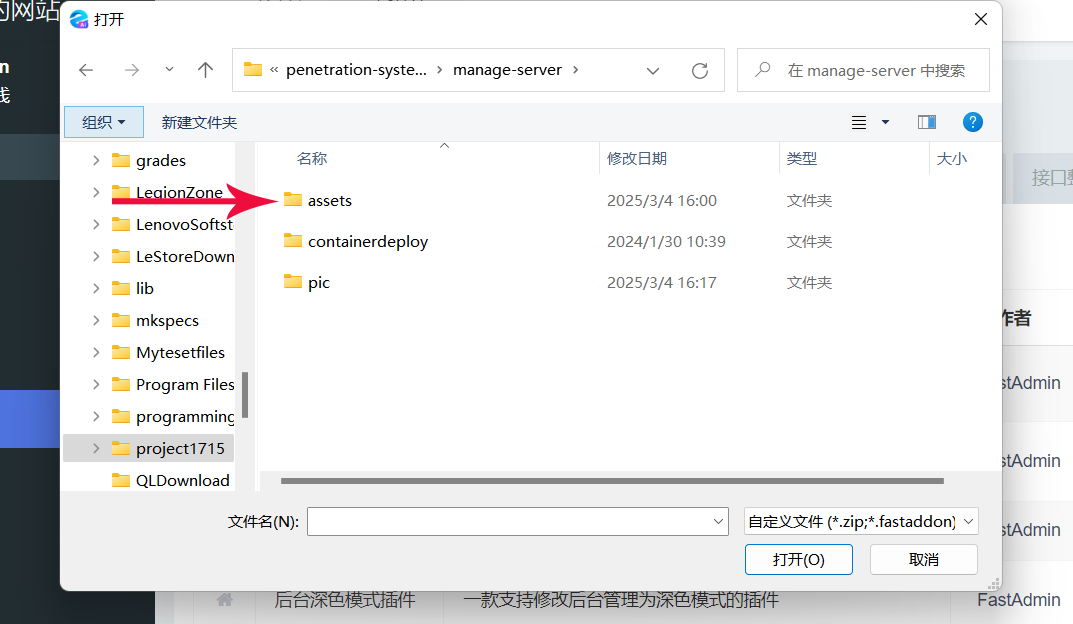 的网站
打开
n
线
« penetration-syste... › manage-server ›
在 manage-server 中搜索
组织
新建文件夹
?
名称
修改日期
类型
大小
grades
LegionZone
LenovoSoftst
LeStoreDown
lib
mkspecs
Mytesetfiles
Program Files
programming
project1715
QLDownload
assets
2025/3/4 16:00
文件夹
containerdeploy
2024/1/30 10:39
文件夹
pic
2025/3/4 16:17
文件夹
接口
作者
stAdmin
stAdmin
stAdmin
文件名(N):
自定义文件 (*.zip;*.fastaddon)
打开(O)
取消
后台深色模式插件
一款支持修改后台管理为深色模式的插件
FastAdmin